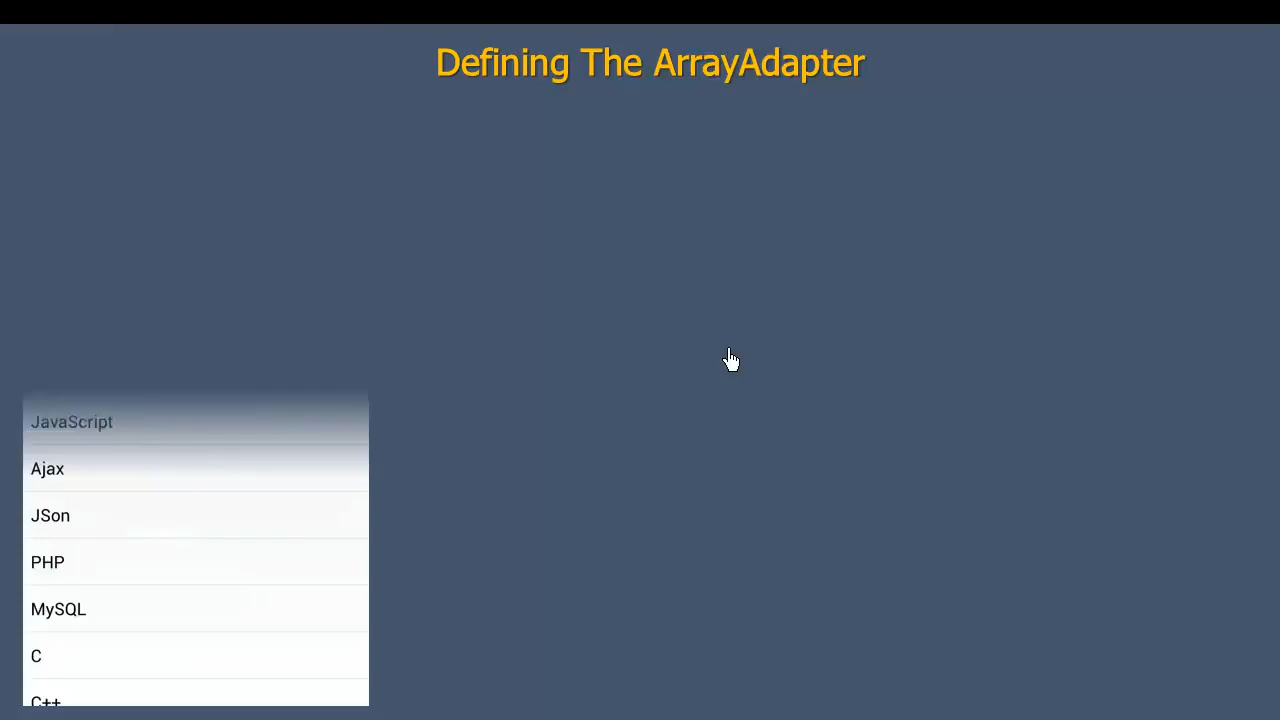 Defining The ArrayAdapter
JavaScript
Ajax
JSon
PHP
MySQL
C
C++